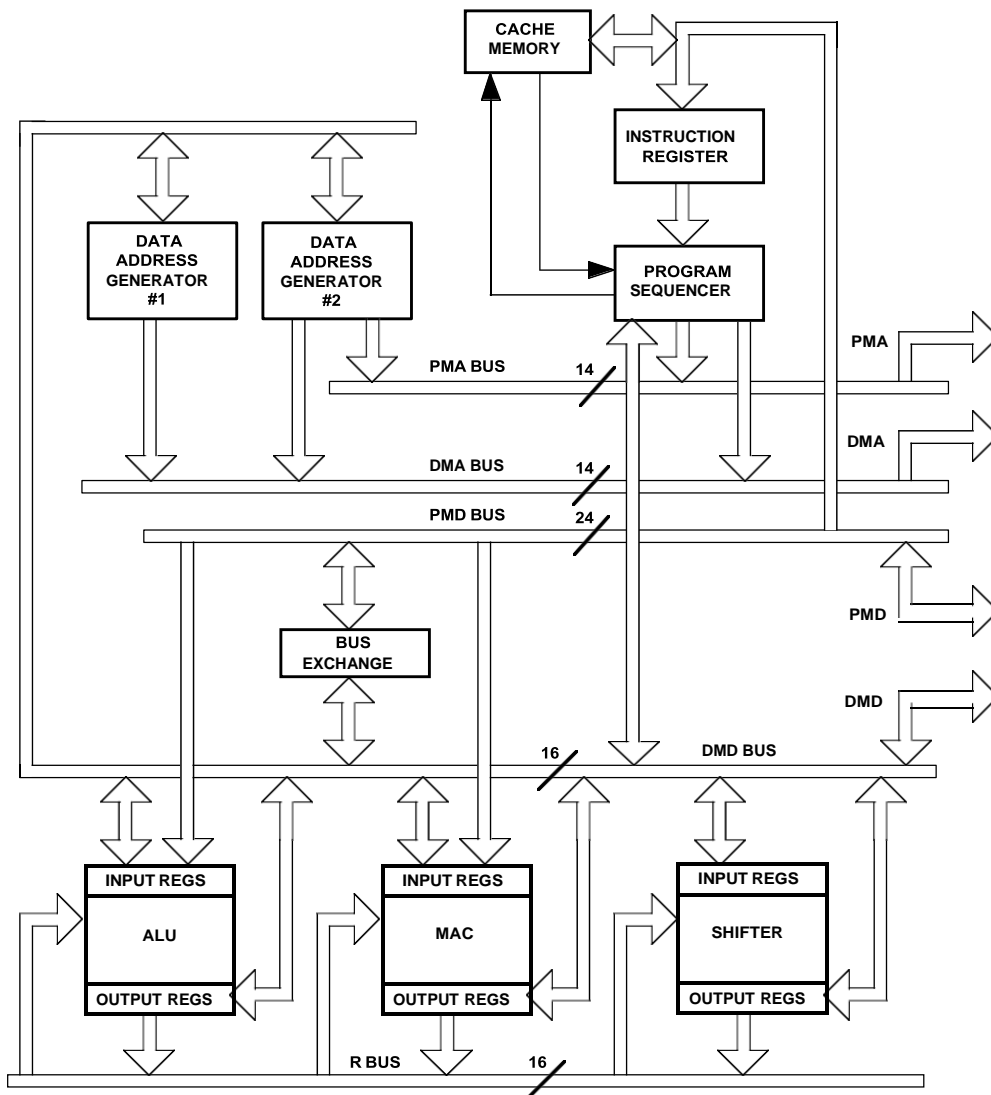 CACHE
MEMORY
INSTRUCTION
REGISTER
DATA
ADDRESS
GENERATOR
#1
DATA
ADDRESS
GENERATOR
#2
PROGRAM
SEQUENCER
PMA BUS
14
PMA
DMA BUS
14
DMA
PMD BUS
24
PMD
BUS
EXCHANGE
DMD
16
DMD BUS
INPUT REGS
ALU
OUTPUT REGS
INPUT REGS
MAC
OUTPUT REGS
INPUT REGS
SHIFTER
OUTPUT REGS
R BUS
16